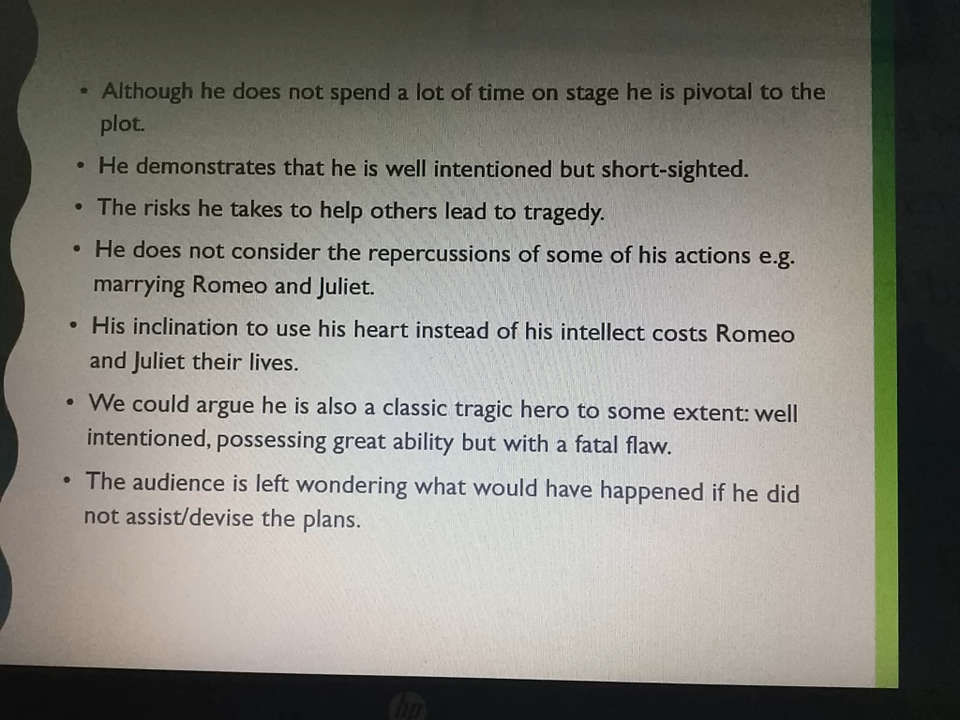 • Although he does not spend a lot of time on stage he is pivotal to the
plot.
• He demonstrates that he is well intentioned but short-sighted.
• The risks he takes to help others lead to tragedy.
• He does not consider the repercussions of some of his actions e.g.
marrying Romeo and Juliet.
• His inclination to use his heart instead of his intellect costs Romeo
and Juliet their lives.
• We could argue he is also a classic tragic hero to some extent: well
intentioned, possessing great ability but with a fatal flaw.
• The audience is left wondering what would have happened if he did
not assist/devise the plans.
hp